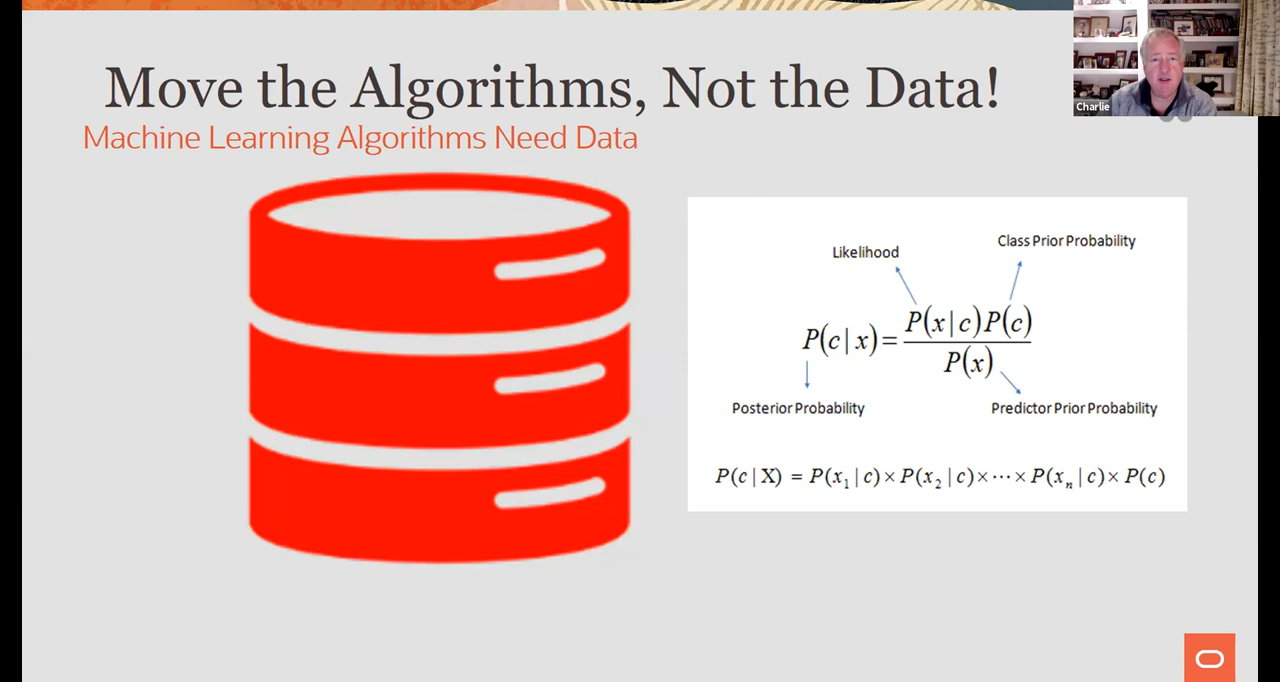 Move the Algorithms, Not the Data!
Charlie
Machine Learning Algorithms Need Data
Likelihood
Class Prior Probability
P(c|x) = P(x|c)P(c) / P(x)
Posterior Probability
Predictor Prior Probability
P(c|X) = P(x₁|c)×P(x₂|c)×⋯×P(xₙ|c)×P(c)